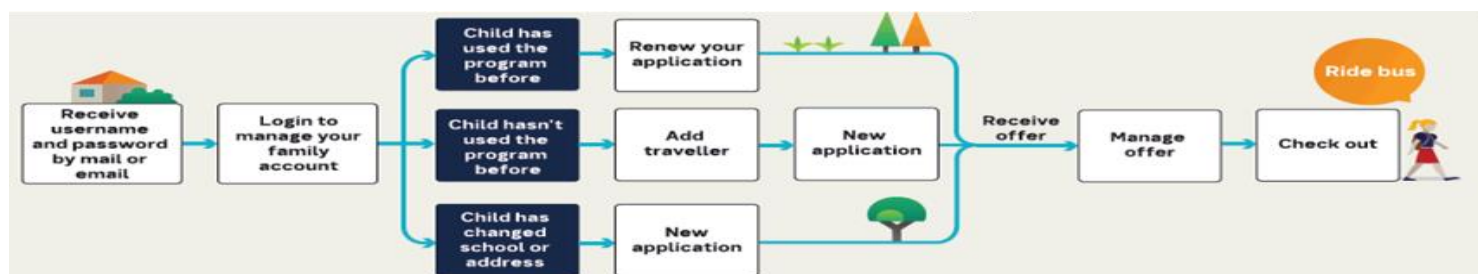 Receive
username
and password
by mail or
email
Login to
manage your
family
account
Child has
used the
program
before
Renew your
application
Child hasn't
used the
program
before
Add
traveller
New
application
Child has
changed
school or
address
New
application
Receive
offer
Manage
offer
Check out
Ride bus